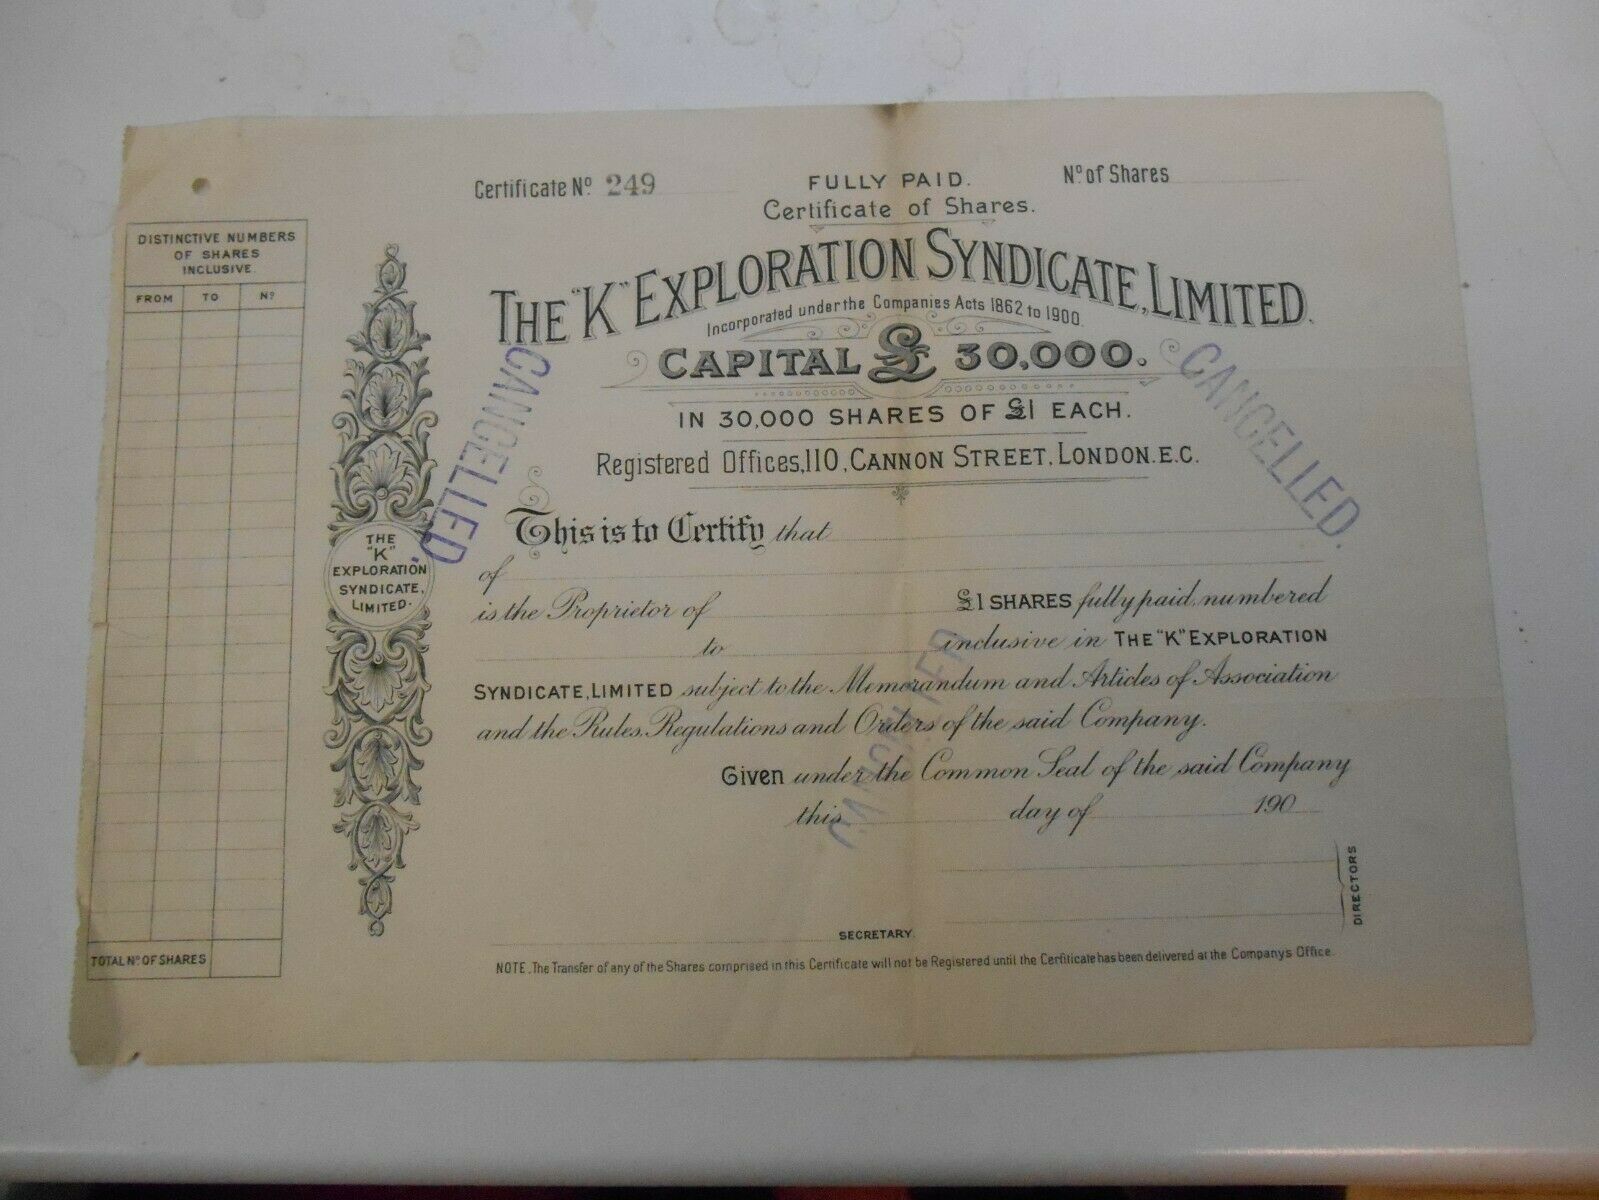 Certificate No. 249
FULLY PAID.
No. of Shares
Certificate of Shares.
THE "K" EXPLORATION SYNDICATE, LIMITED.
Incorporated under the Companies Acts 1862 to 1900.
CAPITAL £ 30,000.
IN 30,000 SHARES OF £1 EACH.
Registered Offices, 110, CANNON STREET, LONDON. E.C.
This is to Certify that
of
is the Proprietor of £1 SHARES fully paid, numbered
to inclusive in THE "K" EXPLORATION
SYNDICATE, LIMITED subject to the Memorandum and Articles of Association
and the Rules, Regulations and Orders of the said Company.
Given under the Common Seal of the said Company
this day of 190
DIRECTORS
SECRETARY.
NOTE. The Transfer of any of the Shares comprised in this Certificate will not be Registered until the Certificate has been delivered at the Company's Office.
DISTINCTIVE NUMBERS
OF SHARES
INCLUSIVE.
FROM TO No.
TOTAL No. OF SHARES
THE
"K"
EXPLORATION
SYNDICATE,
LIMITED.
CANCELLED.
CANCELLED.
CANCELLED